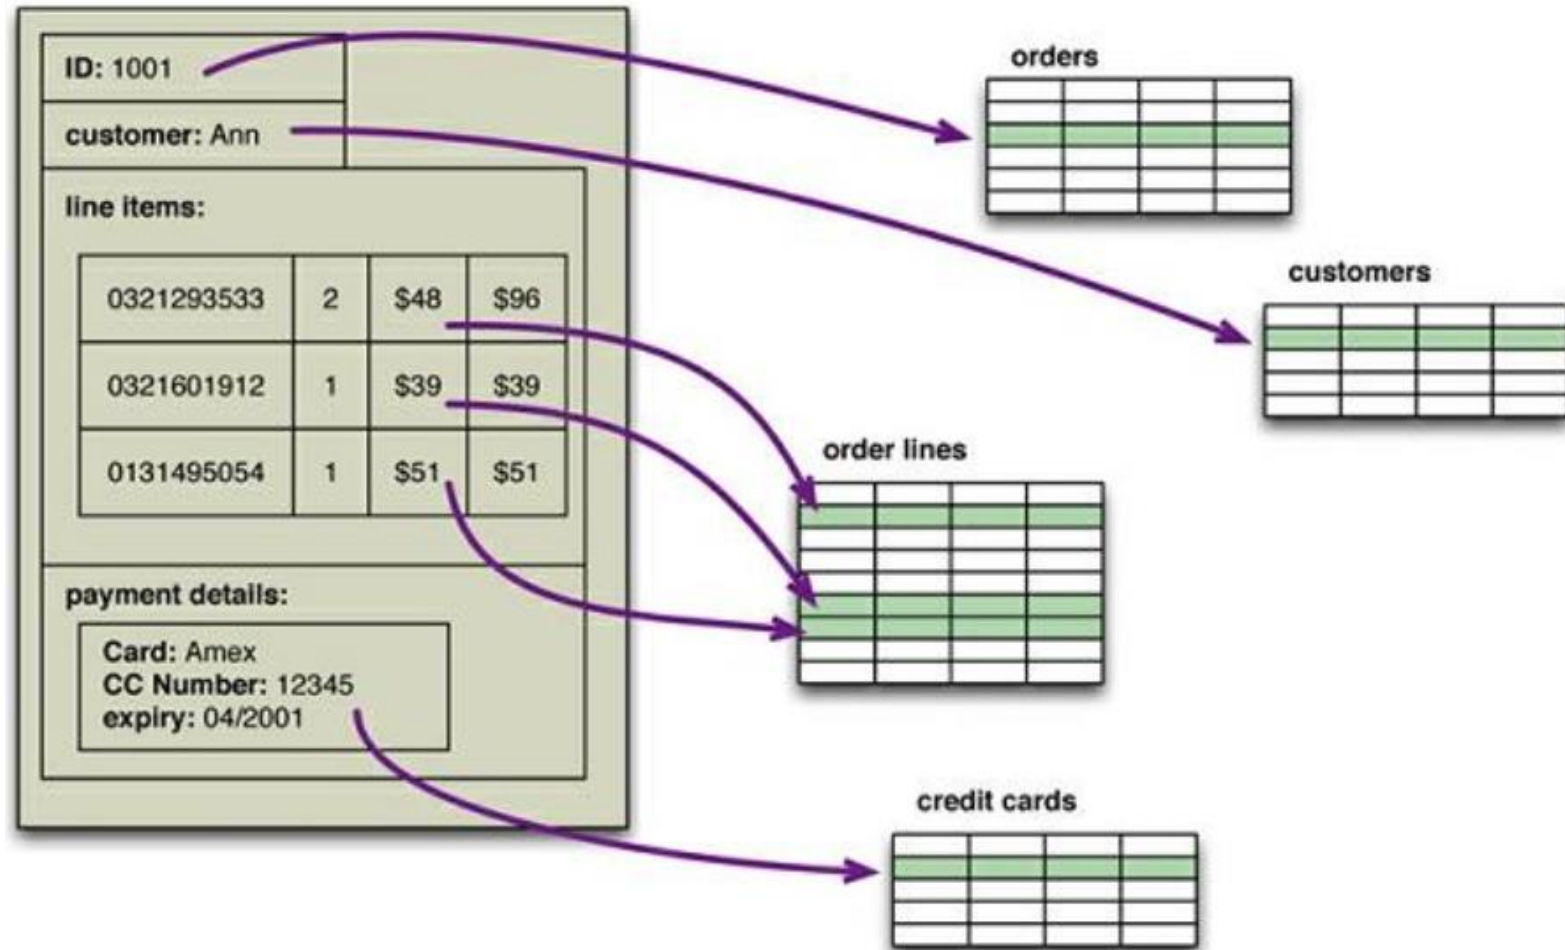 ID: 1001
customer: Ann
line items:
0321293533 2 $48 $96
0321601912 1 $39 $39
0131495054 1 $51 $51
payment details:
Card: Amex
CC Number: 12345
expiry: 04/2001
orders
customers
order lines
credit cards